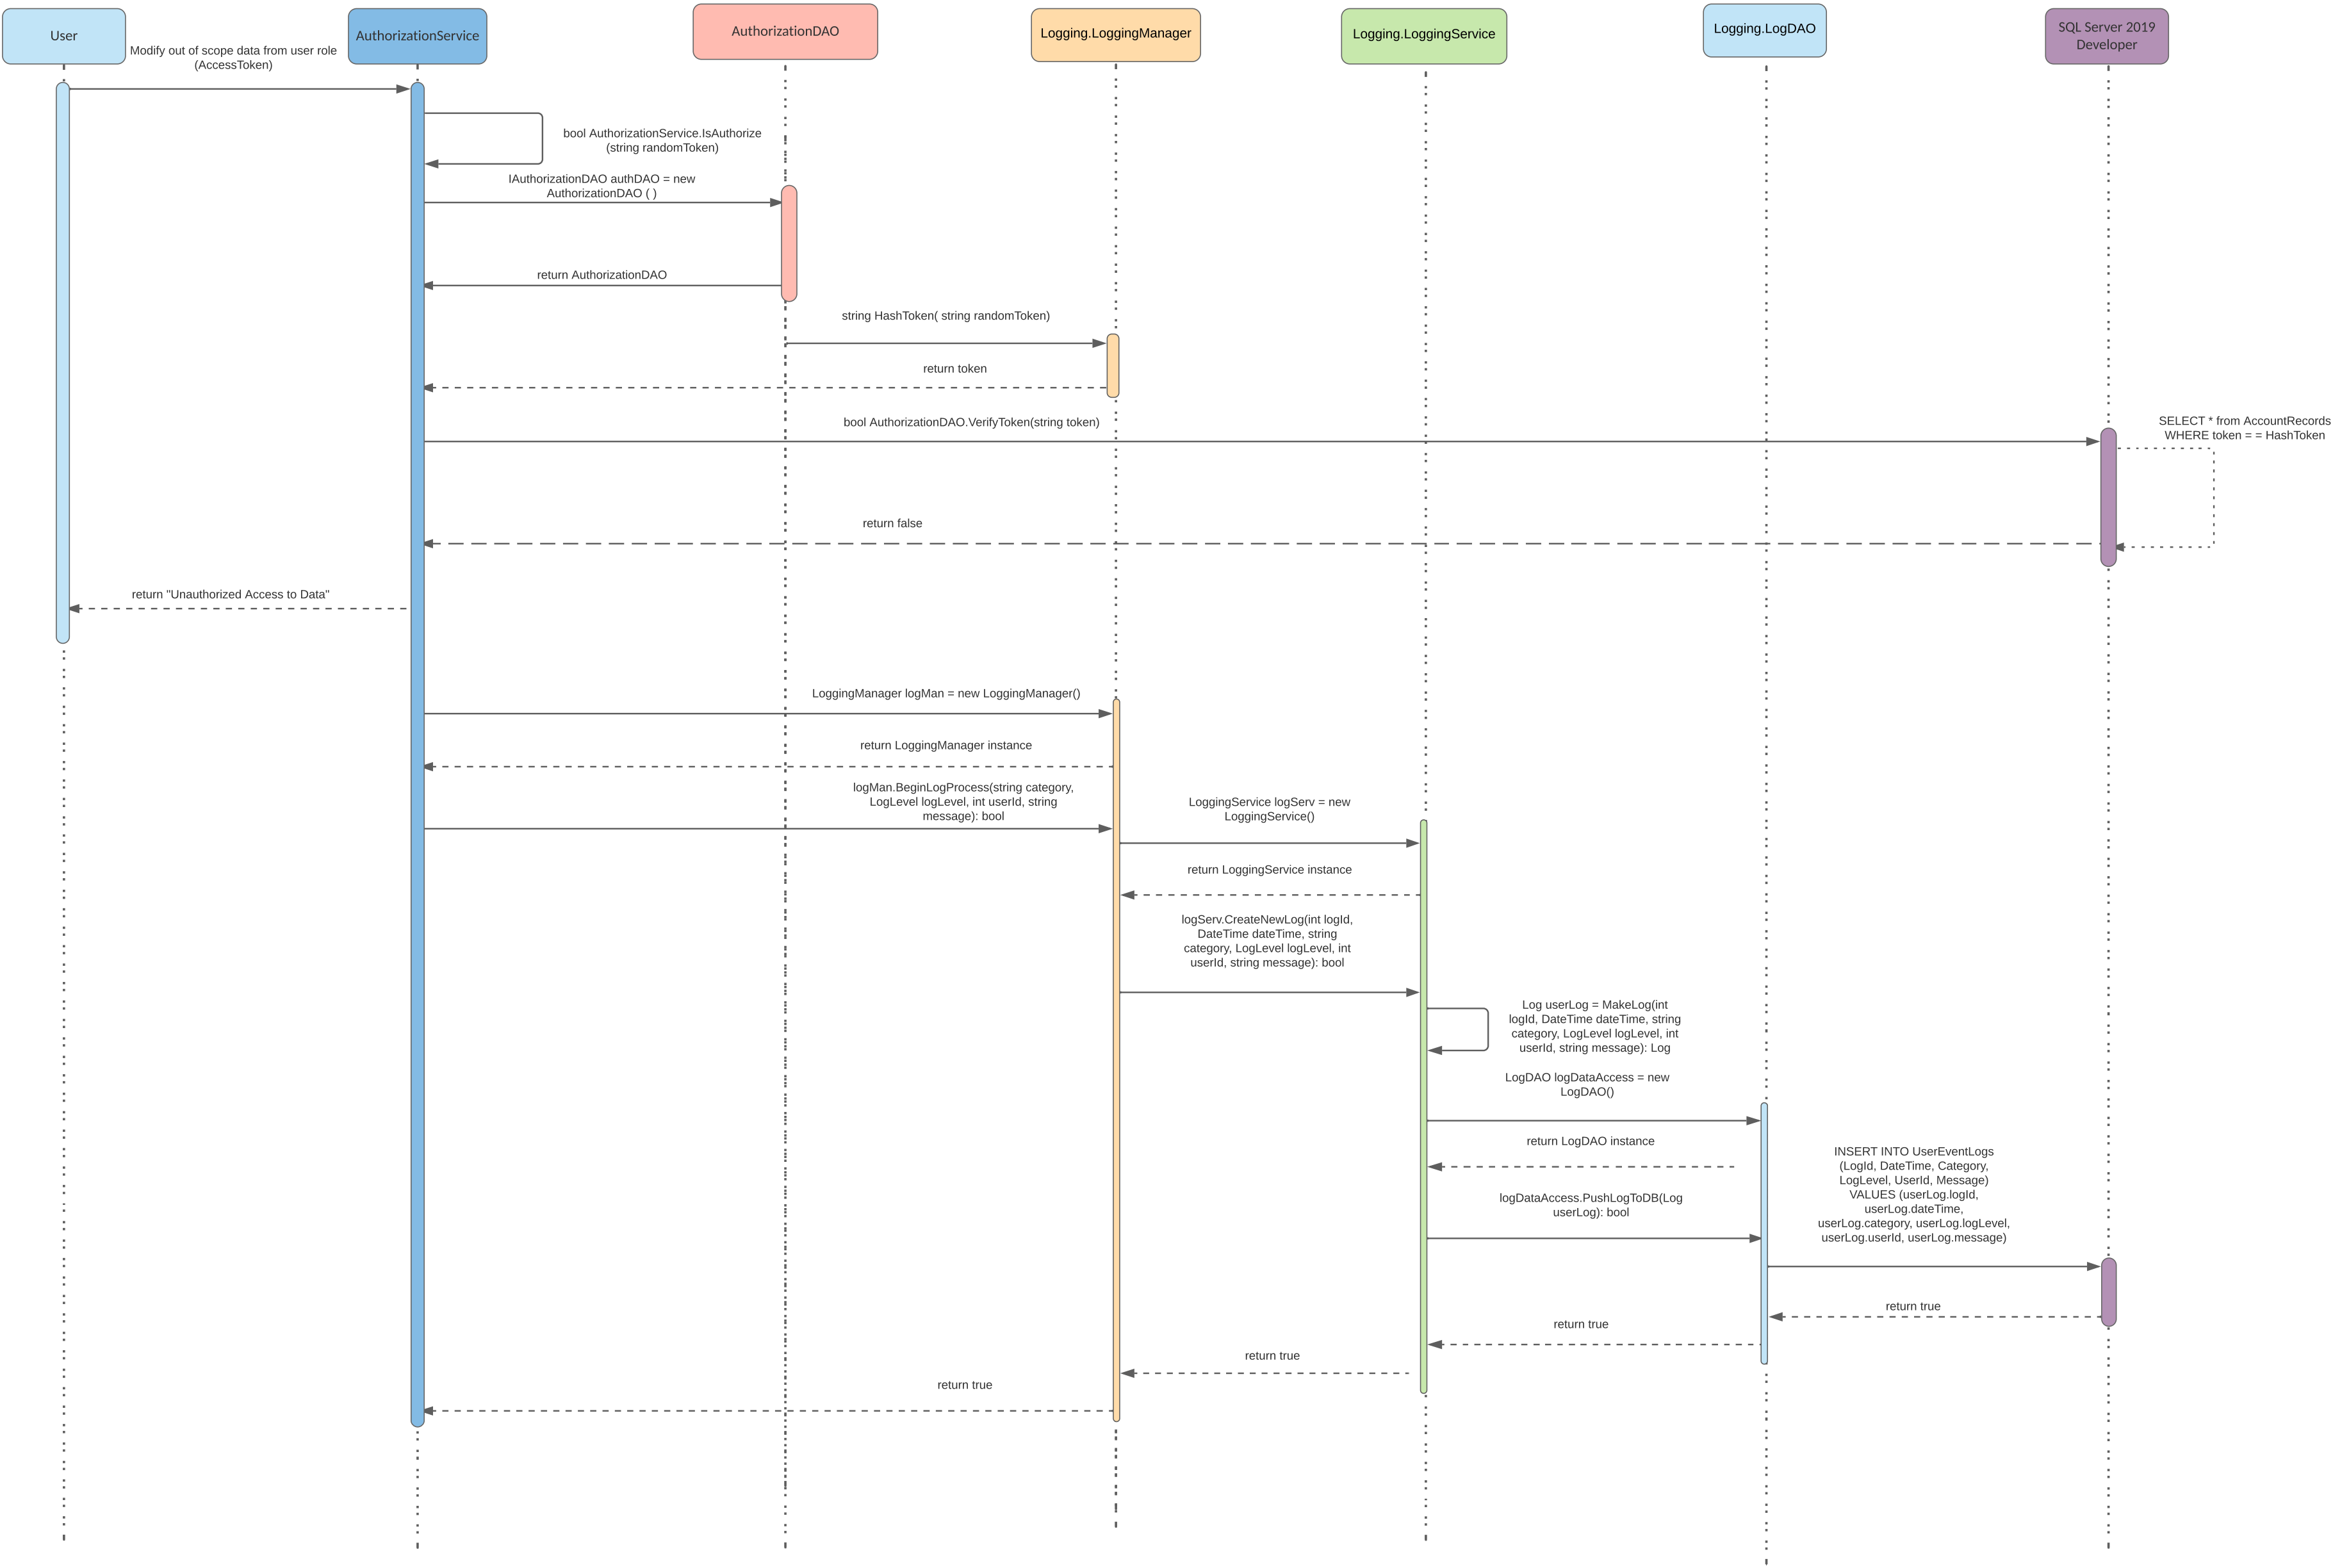 User
AuthorizationService
AuthorizationDAO
Logging.LoggingManager
Logging.LoggingService
Logging.LogDAO
SQL Server 2019
Developer
Modify out of scope data from user role
(AccessToken)
bool AuthorizationService.IsAuthorize
(string randomToken)
IAuthorizationDAO authDAO = new
AuthorizationDAO ( )
return AuthorizationDAO
string HashToken( string randomToken)
return token
bool AuthorizationDAO.VerifyToken(string token)
SELECT * from AccountRecords
WHERE token = = HashToken
return false
return "Unauthorized Access to Data"
LoggingManager logMan = new LoggingManager()
return LoggingManager instance
logMan.BeginLogProcess(string category,
LogLevel logLevel, int userId, string
message): bool
LoggingService logServ = new
LoggingService()
return LoggingService instance
logServ.CreateNewLog(int logId,
DateTime dateTime, string
category, LogLevel logLevel, int
userId, string message): bool
Log userLog = MakeLog(int
logId, DateTime dateTime, string
category, LogLevel logLevel, int
userId, string message): Log
LogDAO logDataAccess = new
LogDAO()
return LogDAO instance
logDataAccess.PushLogToDB(Log
userLog): bool
INSERT INTO UserEventLogs
(LogId, DateTime, Category,
LogLevel, UserId, Message)
VALUES (userLog.logId,
userLog.dateTime,
userLog.category, userLog.logLevel,
userLog.userId, userLog.message)
return true
return true
return true
return true